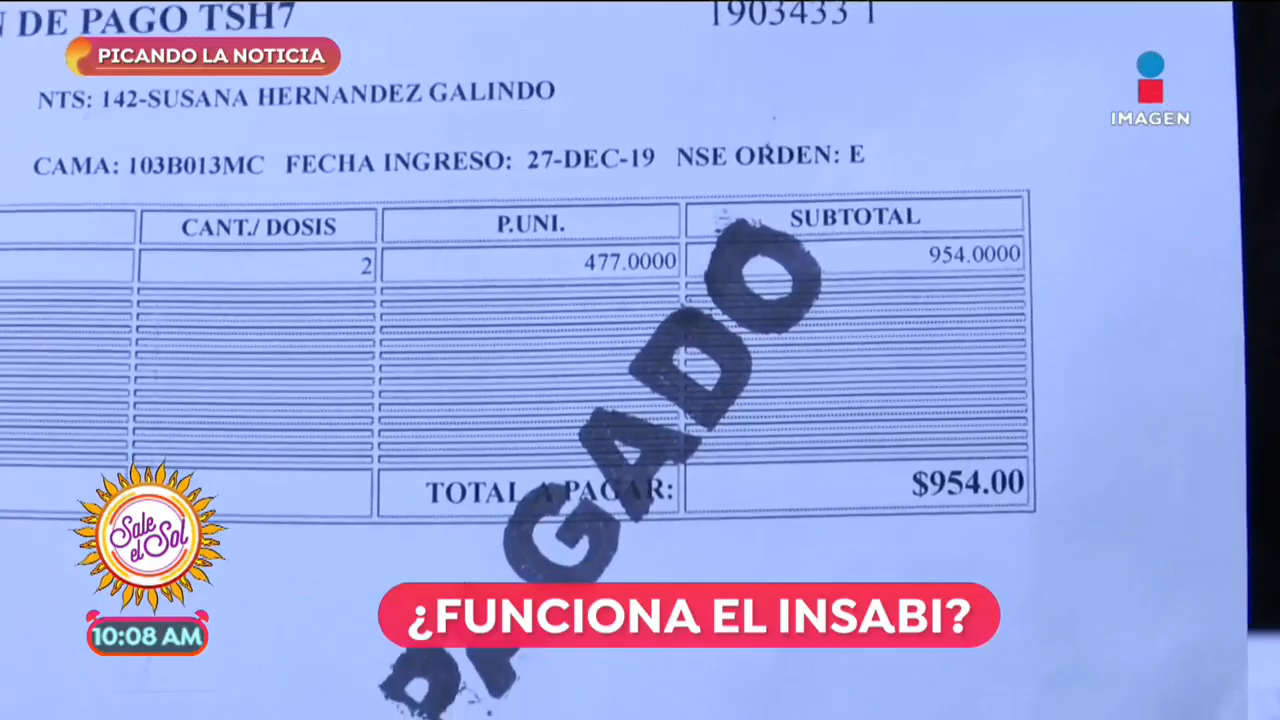 DE PAGO TSH7
PICANDO LA NOTICIA
NTS: 142-SUSANA HERNANDEZ GALINDO
IMAGEN
CAMA: 103B013MC FECHA INGRESO: 27-DEC-19 NSE ORDEN: E
CANT./ DOSIS P.UNI. SUBTOTAL
2 477.0000 954.0000
TOTAL A PAGAR: $954.00
PAGADO
Sale el Sol
10:08 AM
¿FUNCIONA EL INSABI?